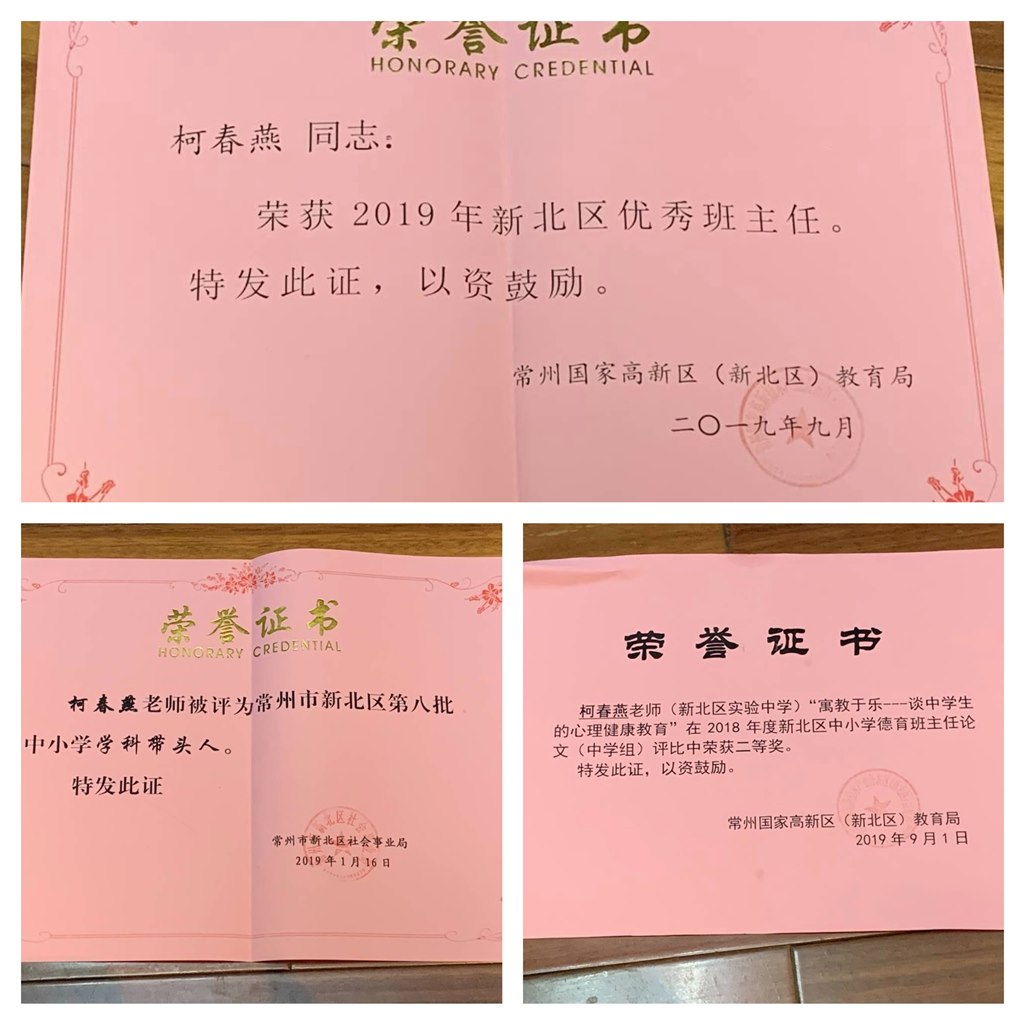 荣誉证书
HONORARY CREDENTIAL
柯春燕 同志：
荣获 2019 年新北区优秀班主任。
特发此证，以资鼓励。
常州国家高新区（新北区）教育局
二〇一九年九月
荣誉证书
HONORARY CREDENTIAL
柯春燕老师被评为常州市新北区第八批
中小学学科带头人。
特发此证
常州市新北区社会事业局
2019 年 1 月 16 日
荣誉证书
柯春燕老师（新北区实验中学）“寓教于乐---谈中学生
的心理健康教育”在 2018 年度新北区中小学德育班主任论
文（中学组）评比中荣获二等奖。
特发此证，以资鼓励。
常州国家高新区（新北区）教育局
2019 年 9 月 1 日